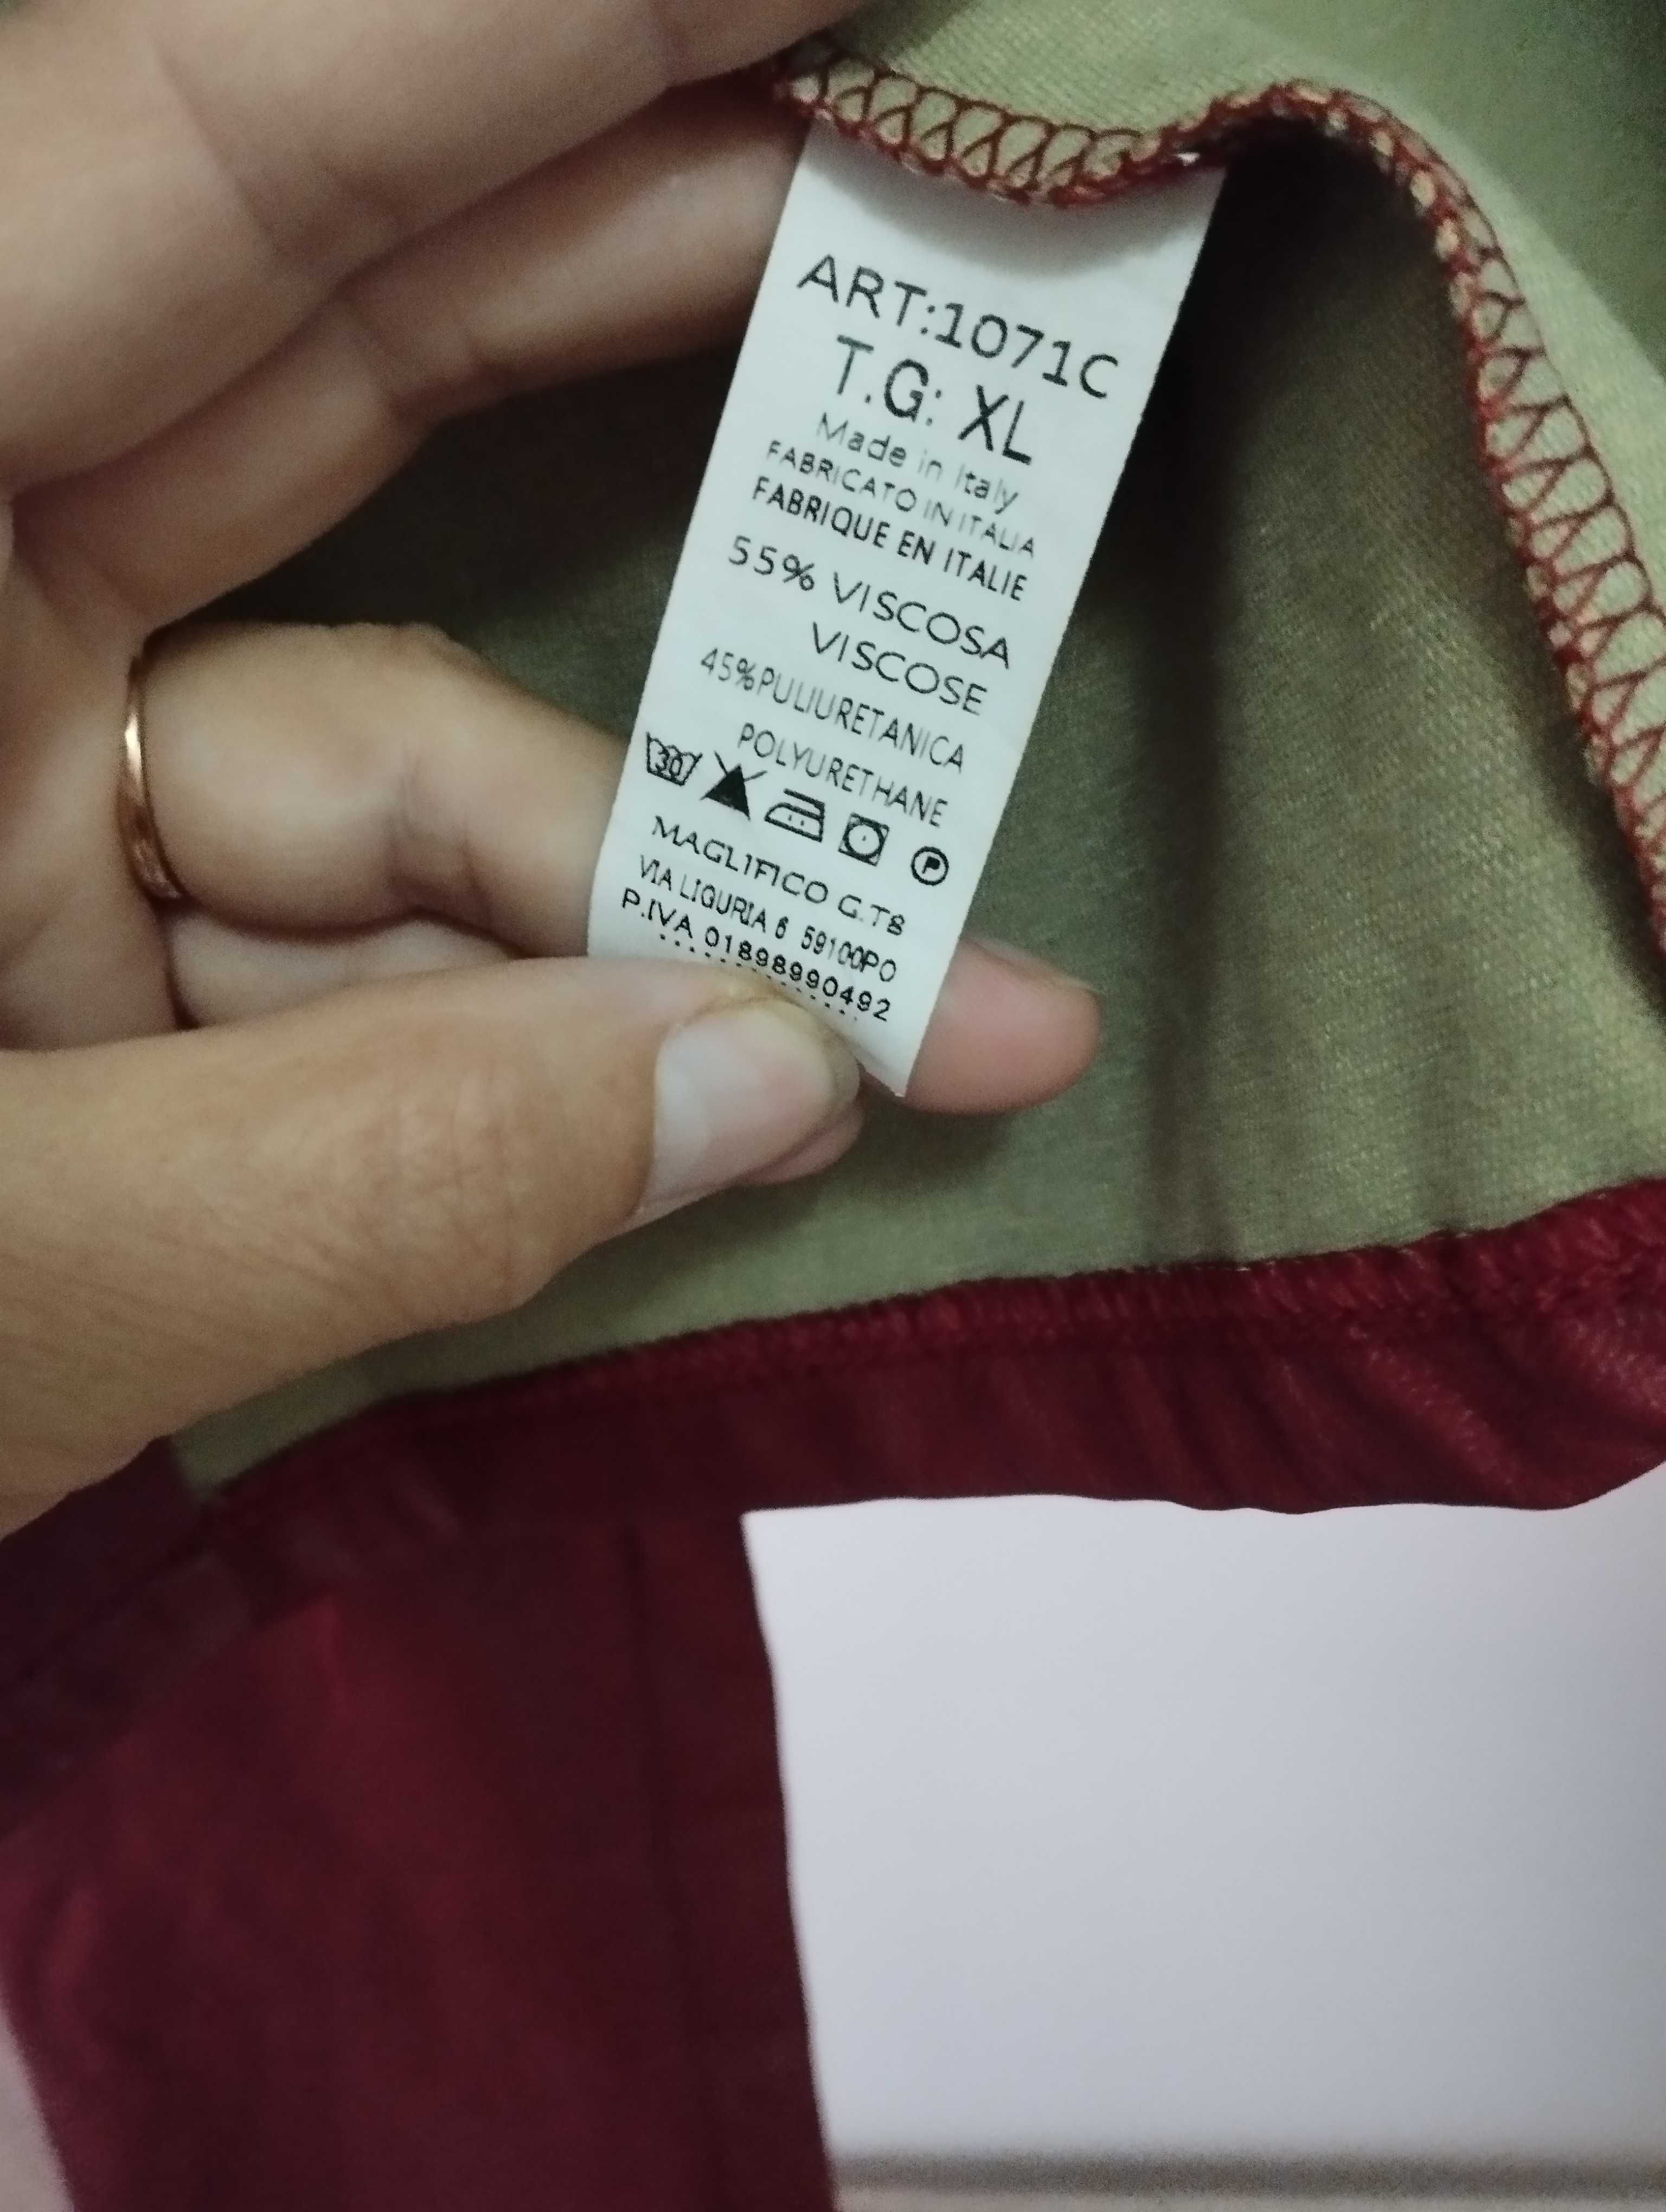 ART:1071C
T.G: XL
Made in Italy
FABRICATO IN ITALIA
FABRIQUE EN ITALIE
55% VISCOSA
VISCOSE
45%PULIURETANICA
POLYURETHANE
30 P
MAGLIFICO G.T8
VIA LIGURIA 6 59100PO
P.IVA 01898990492